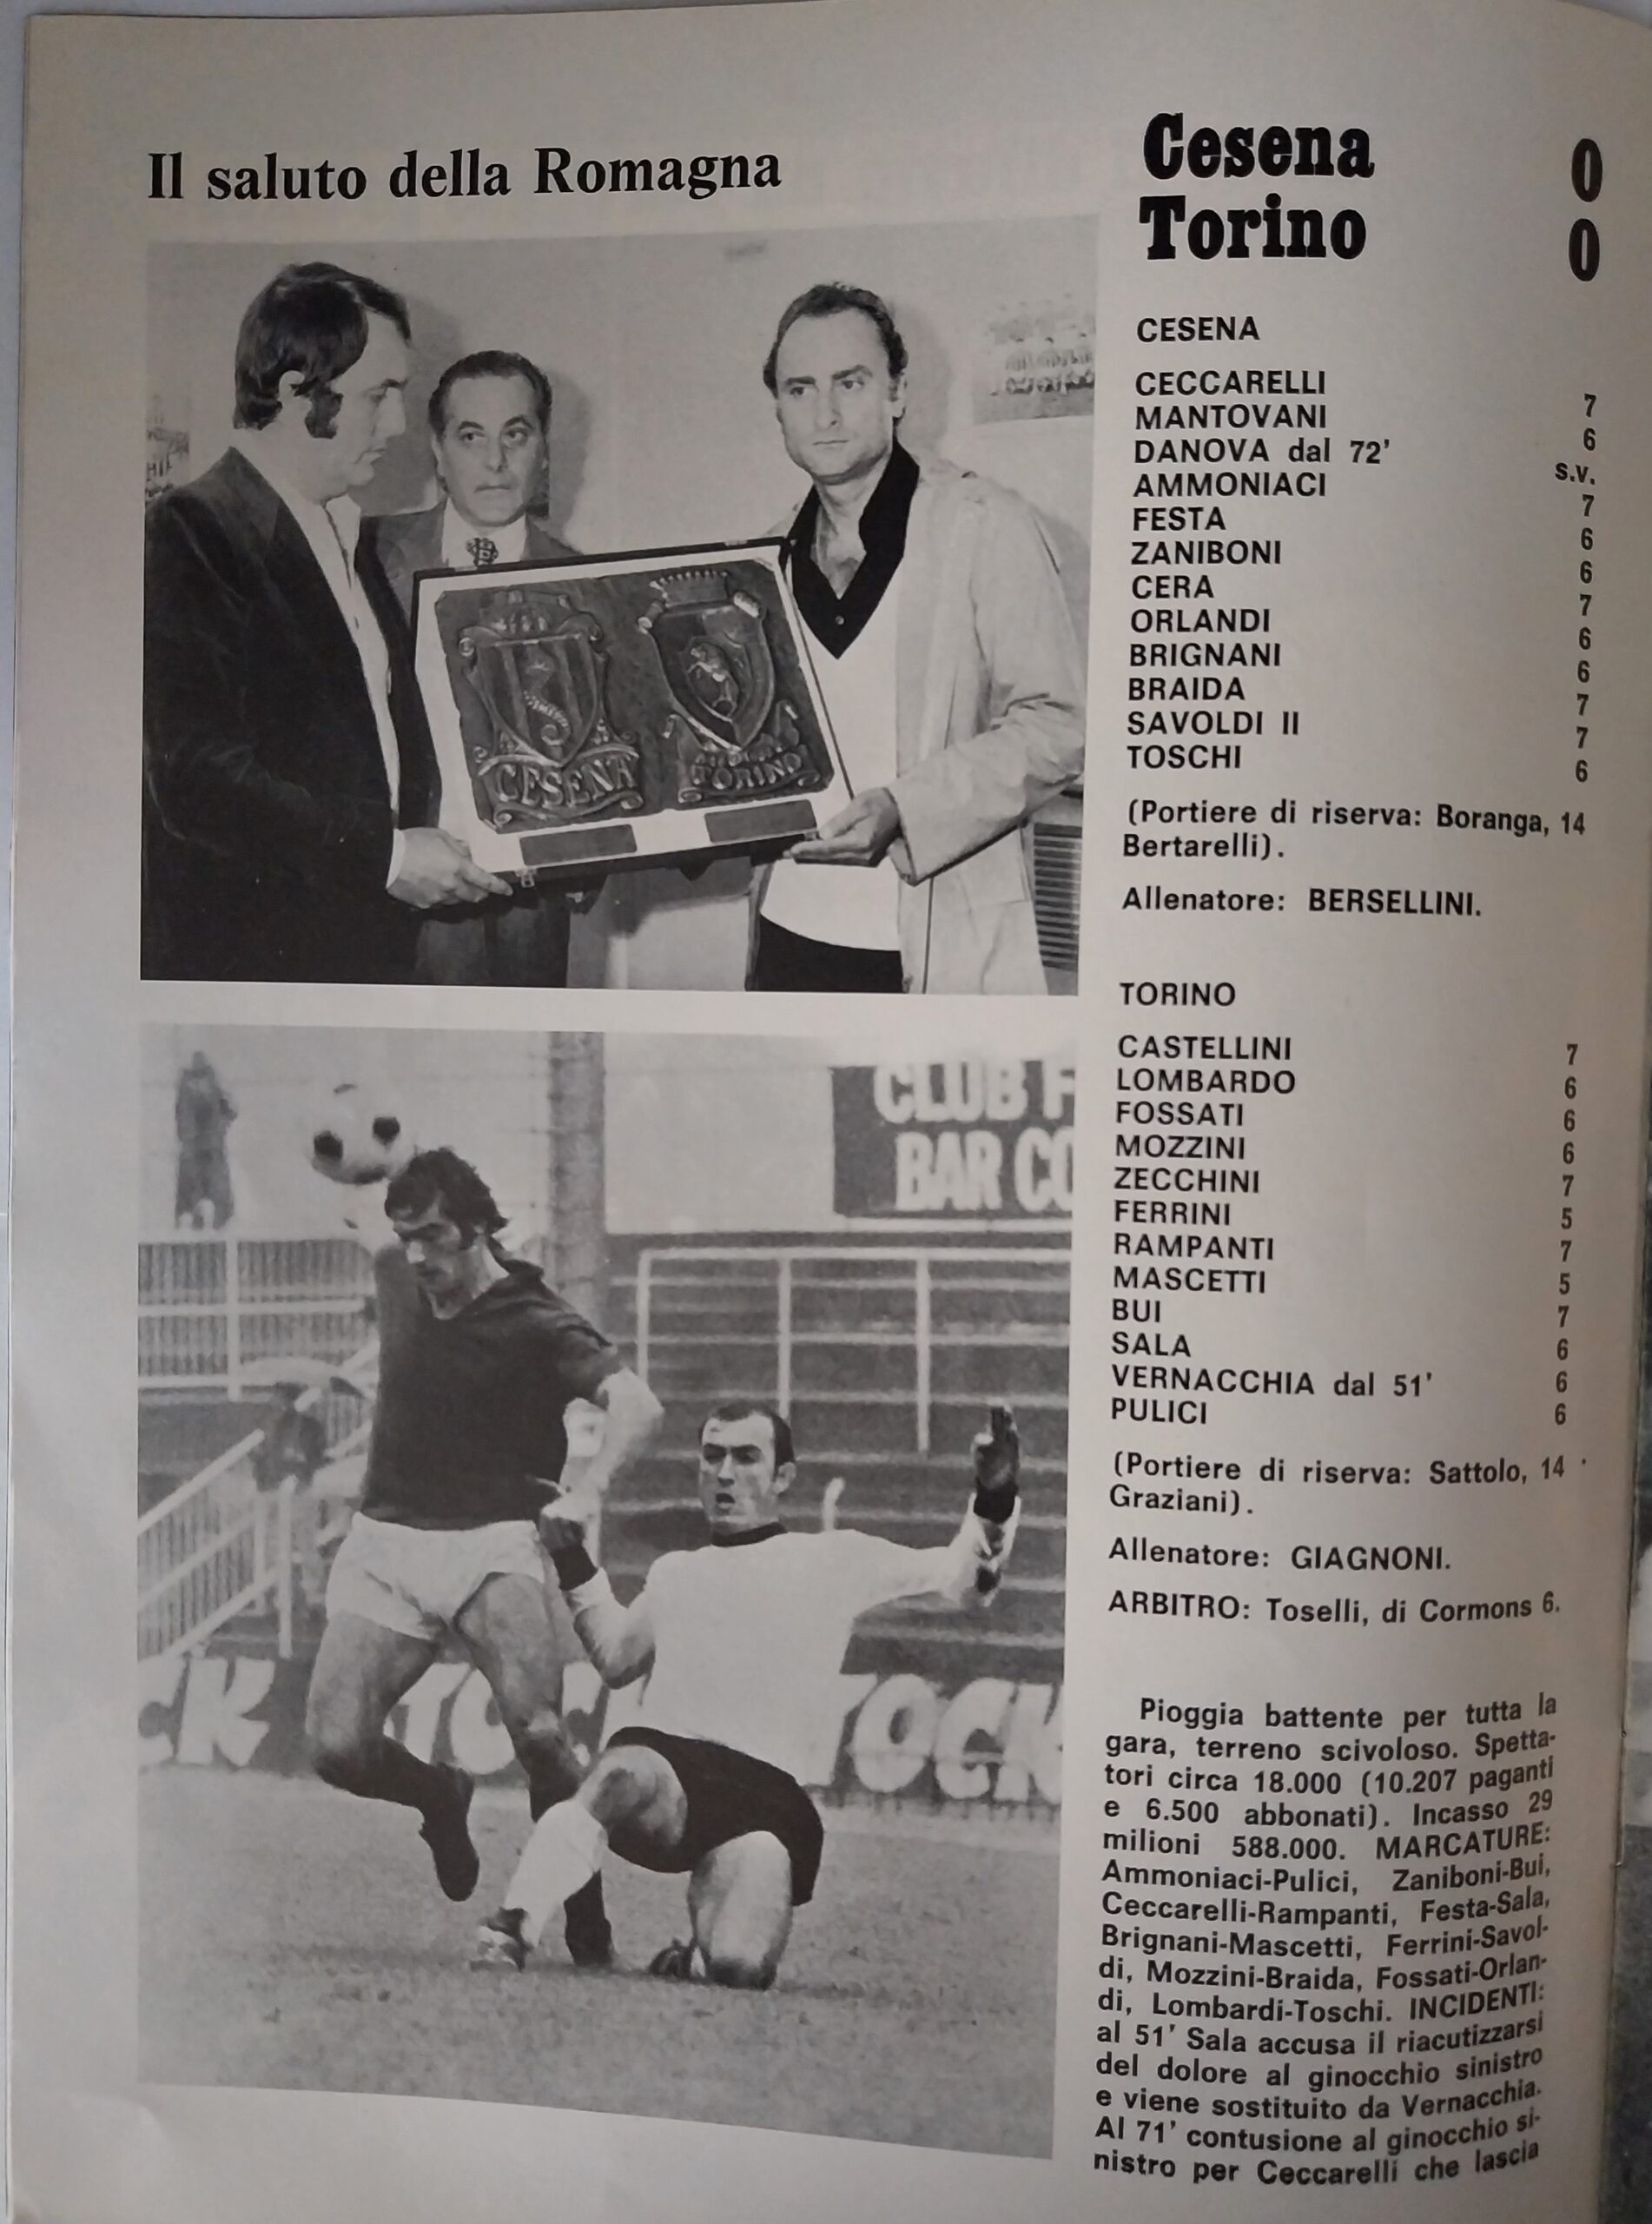 Il saluto della Romagna
CESENA
TORINO
CLUB F
BAR CO
CK
TOCK
Cesena 0
Torino 0
CESENA
CECCARELLI 7
MANTOVANI 6
DANOVA dal 72' s.v.
AMMONIACI 7
FESTA 6
ZANIBONI 6
CERA 7
ORLANDI 6
BRIGNANI 6
BRAIDA 7
SAVOLDI II 7
TOSCHI 6
(Portiere di riserva: Boranga, 14
Bertarelli).
Allenatore: BERSELLINI.
TORINO
CASTELLINI 7
LOMBARDO 6
FOSSATI 6
MOZZINI 6
ZECCHINI 7
FERRINI 5
RAMPANTI 7
MASCETTI 5
BUI 7
SALA 6
VERNACCHIA dal 51' 6
PULICI 6
(Portiere di riserva: Sattolo, 14
Graziani).
Allenatore: GIAGNONI.
ARBITRO: Toselli, di Cormons 6.
Pioggia battente per tutta la
gara, terreno scivoloso. Spetta-
tori circa 18.000 (10.207 paganti
e 6.500 abbonati). Incasso 29
milioni 588.000. MARCATURE:
Ammoniaci-Pulici, Zaniboni-Bui,
Ceccarelli-Rampanti, Festa-Sala,
Brignani-Mascetti, Ferrini-Savol-
di, Mozzini-Braida, Fossati-Orlan-
di, Lombardi-Toschi. INCIDENTI:
al 51' Sala accusa il riacutizzarsi
del dolore al ginocchio sinistro
e viene sostituito da Vernacchia.
Al 71' contusione al ginocchio si-
nistro per Ceccarelli che lascia